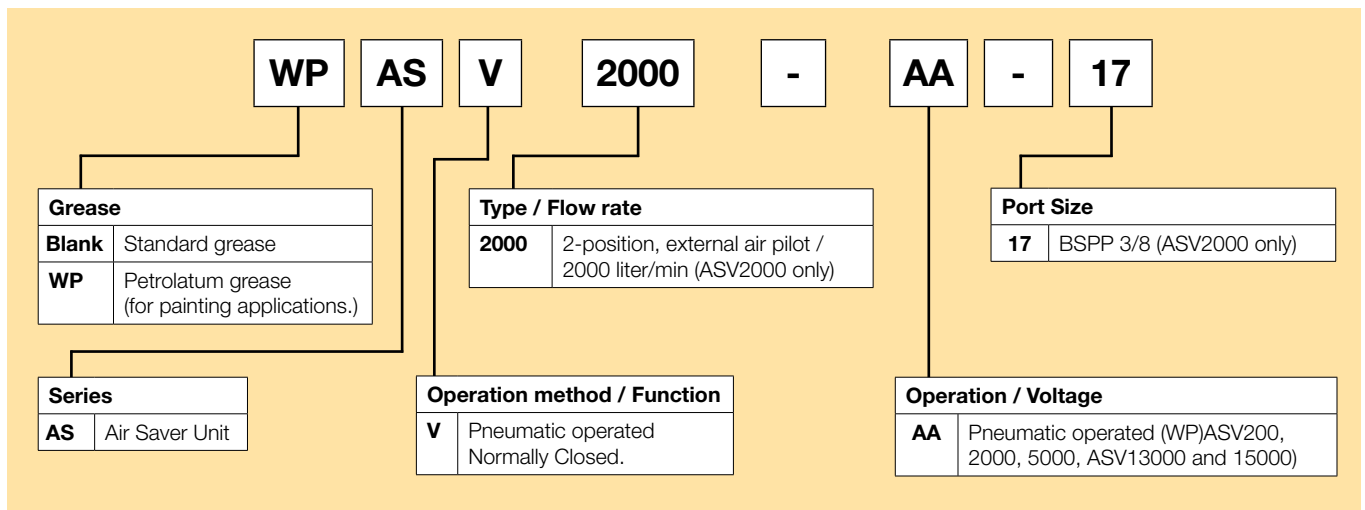 WP AS V 2000 - AA - 17
Grease
Blank Standard grease
WP Petrolatum grease
(for painting applications.)
Type / Flow rate
2000 2-position, external air pilot /
2000 liter/min (ASV2000 only)
Port Size
17 BSPP 3/8 (ASV2000 only)
Series
AS Air Saver Unit
Operation method / Function
V Pneumatic operated
Normally Closed.
Operation / Voltage
AA Pneumatic operated (WP)ASV200,
2000, 5000, ASV13000 and 15000)